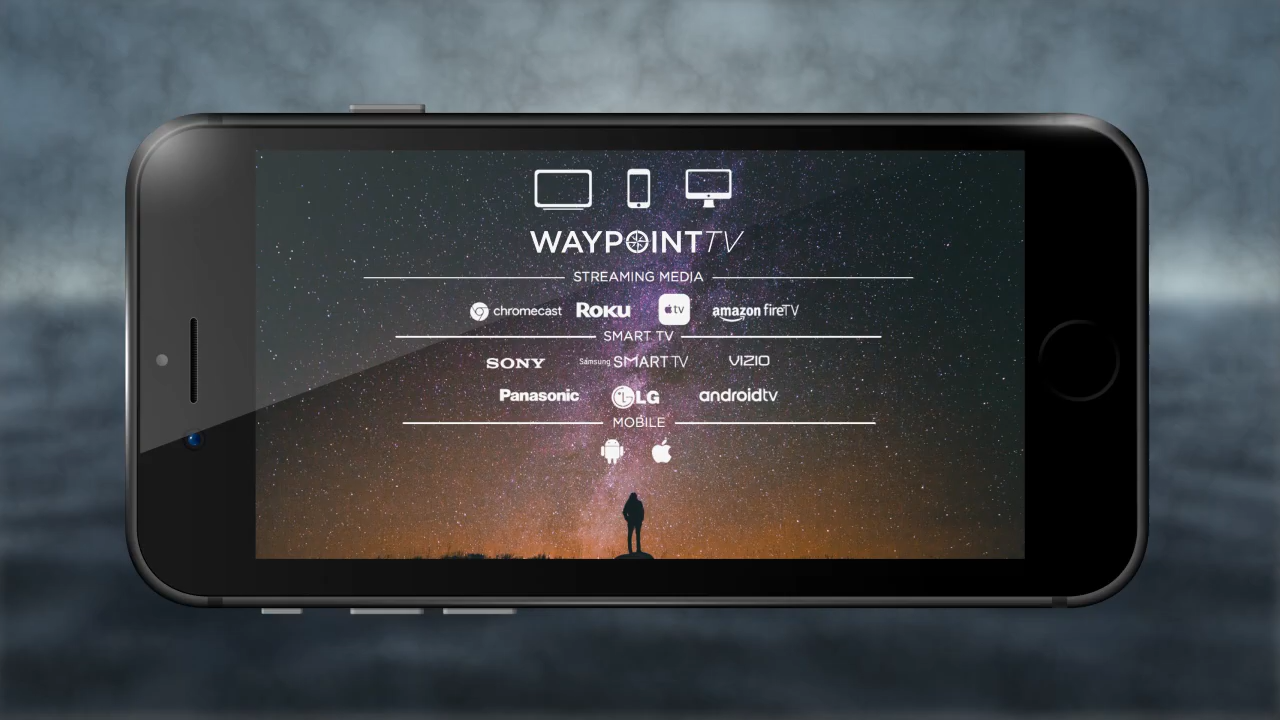 WAYPOINTTV
STREAMING MEDIA
chromecast Roku tv amazon fireTV
SMART TV
SONY Samsung SMART TV VIZIO
Panasonic LG androidtv
MOBILE